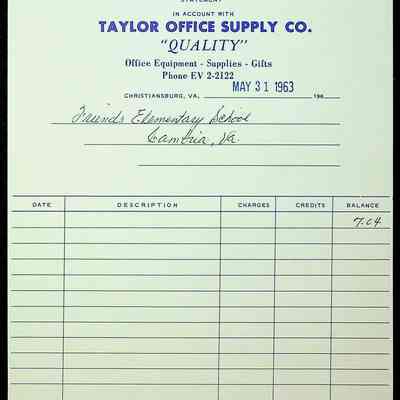 STATEMENT
IN ACCOUNT WITH
TAYLOR OFFICE SUPPLY CO.
"QUALITY"
Office Equipment - Supplies - Gifts
Phone EV 2-2122
MAY 31 1963
CHRISTIANSBURG, VA., 196
Friends Elementary School
Cambria, Va.
DATE DESCRIPTION CHARGES CREDITS BALANCE
7.04